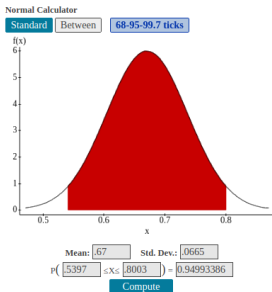 Normal Calculator
Standard Between 68-95-99.7 ticks
f(x)
6
5
4
3
2
1
0
0.5 0.6 0.7 0.8
x
Mean: .67 Std. Dev.: .0665
P( .5397 ≤X≤ .8003 ) = 0.94993386
Compute